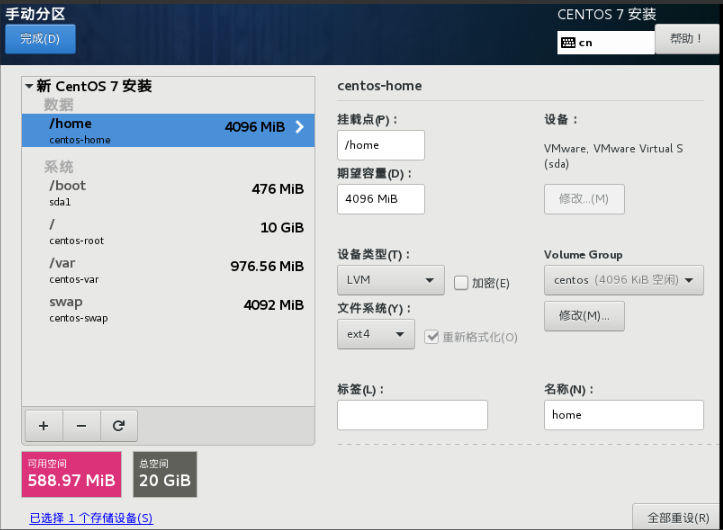 手动分区
CENTOS 7 安装
完成(D)
cn
帮助！
新 CentOS 7 安装
数据
/home 4096 MiB
centos-home
系统
/boot 476 MiB
sda1
/ 10 GiB
centos-root
/var 976.56 MiB
centos-var
swap 4092 MiB
centos-swap
+ − ⟳
可用空间
588.97 MiB
总空间
20 GiB
已选择 1 个存储设备(S)
centos-home
挂载点(P)：
/home
期望容量(D)：
4096 MiB
设备：
VMware, VMware Virtual S
(sda)
修改...(M)
设备类型(T)：
LVM
加密(E)
文件系统(Y)：
ext4
重新格式化(O)
Volume Group
centos (4096 KiB 空闲)
修改(M)...
标签(L)：
名称(N)：
home
全部重设(R)